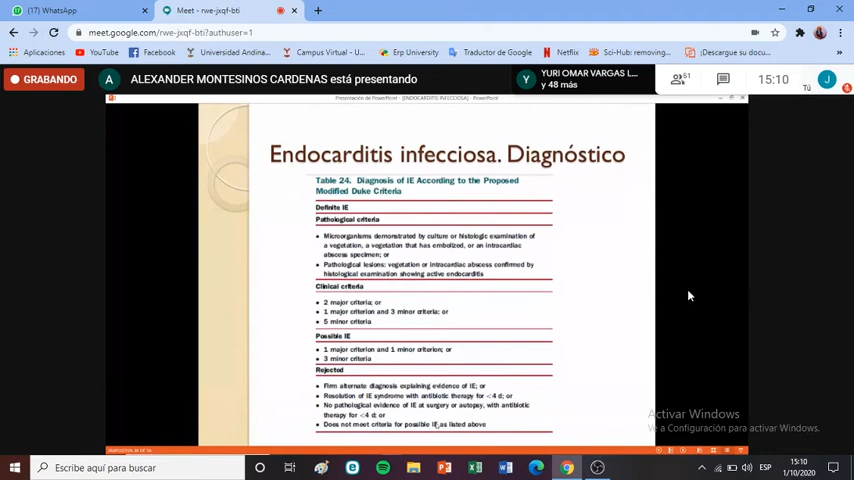 (17) WhatsApp
Meet - rwe-jxqf-bti
meet.google.com/rwe-jxqf-bti?authuser=1
Aplicaciones
YouTube
Facebook
Universidad Andina...
Campus Virtual - U...
Erp University
Traductor de Google
Netflix
Sci-Hub: removing...
¡Descargue su docu...
GRABANDO
A
ALEXANDER MONTESINOS CARDENAS está presentando
Y
YURI OMAR VARGAS L...
y 48 más
51
15:10
Tú
J
Presentación de PowerPoint - [ENDOCARDITIS INFECCIOSA] - PowerPoint
Endocarditis infecciosa. Diagnóstico
Table 24. Diagnosis of IE According to the Proposed
Modified Duke Criteria
Definite IE
Pathological criteria
• Microorganisms demonstrated by culture or histologic examination of
a vegetation, a vegetation that has embolized, or an intracardiac
abscess specimen; or
• Pathological lesions: vegetation or intracardiac abscess confirmed by
histological examination showing active endocarditis
Clinical criteria
• 2 major criteria; or
• 1 major criterion and 3 minor criteria; or
• 5 minor criteria
Possible IE
• 1 major criterion and 1 minor criterion; or
• 3 minor criteria
Rejected
• Firm alternate diagnosis explaining evidence of IE; or
• Resolution of IE syndrome with antibiotic therapy for <4 d; or
• No pathological evidence of IE at surgery or autopsy, with antibiotic
therapy for <4 d; or
• Does not meet criteria for possible IE as listed above
Activar Windows
Ve a Configuración para activar Windows.
Escribe aquí para buscar
ESP
15:10
1/10/2020